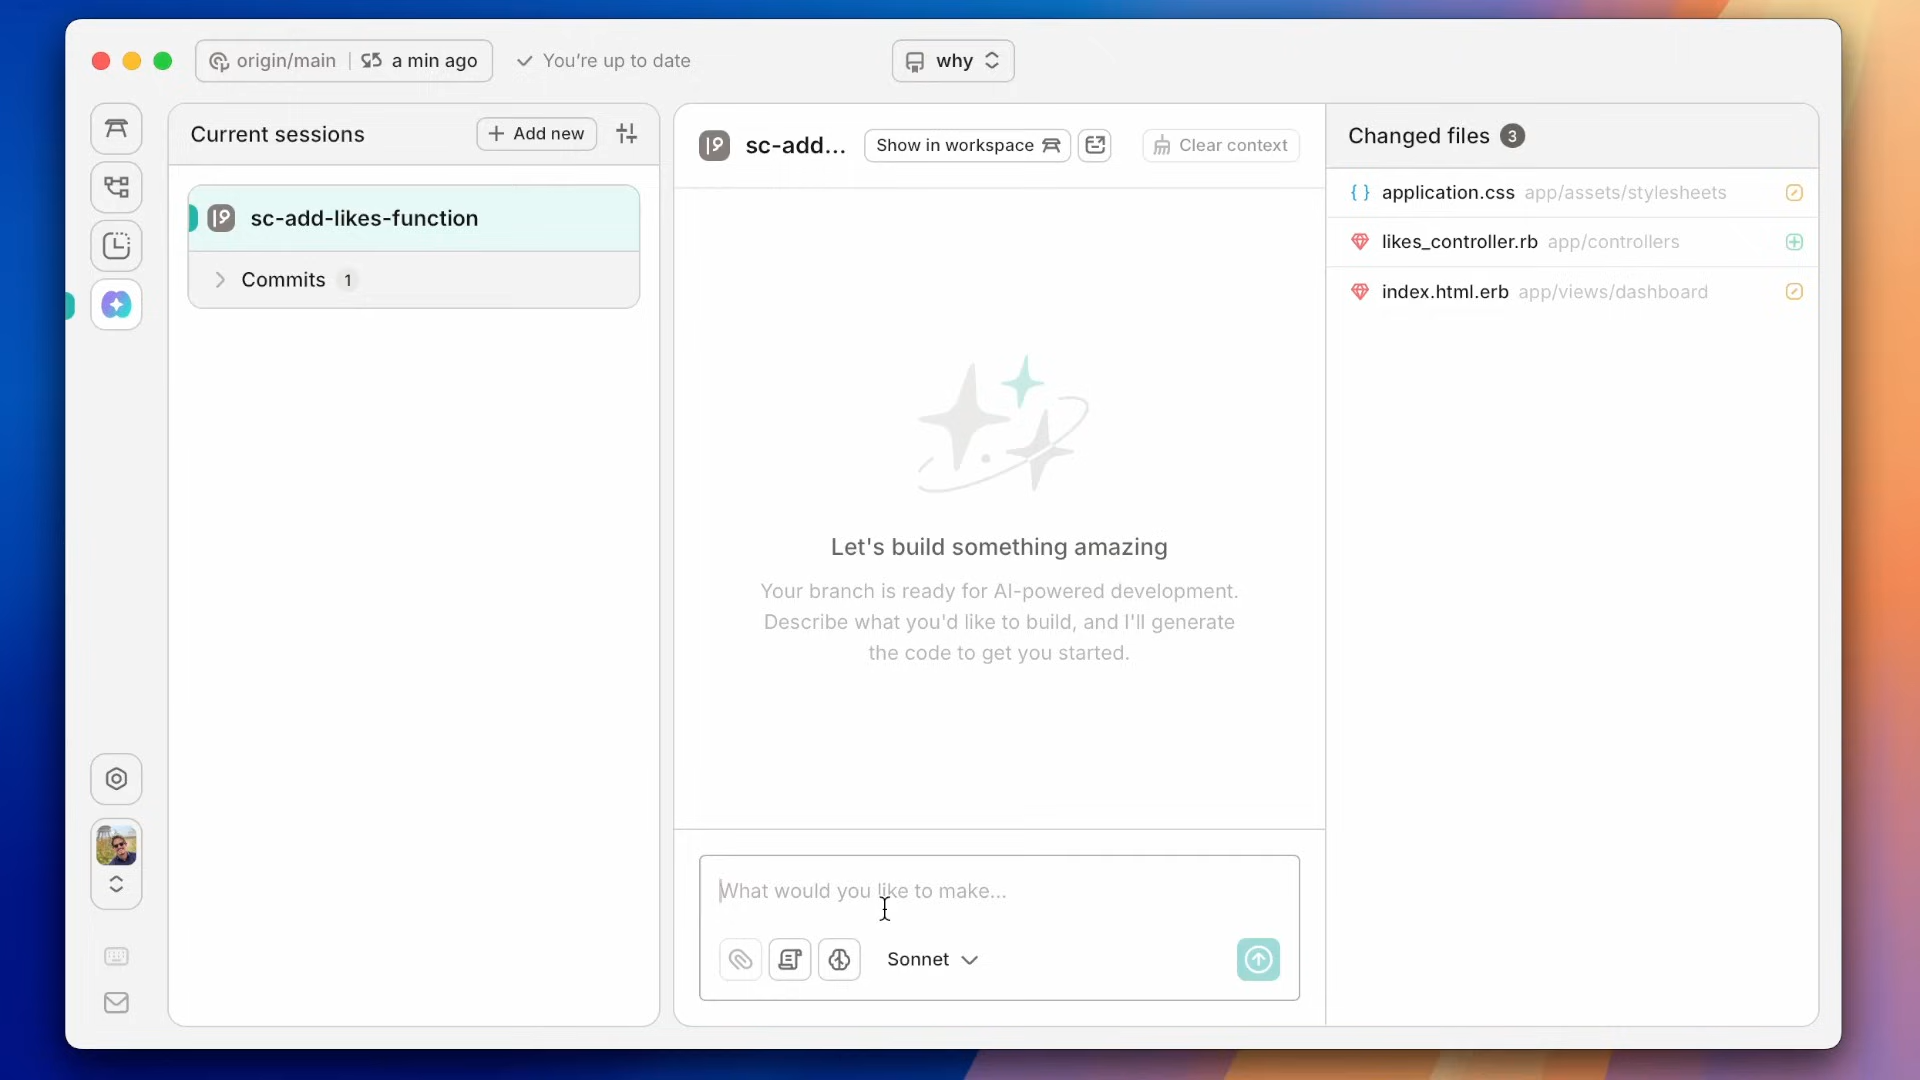 origin/main a min ago You're up to date why
Current sessions Add new
sc-add-likes-function
Commits 1
sc-add... Show in workspace Clear context
Let's build something amazing
Your branch is ready for AI-powered development.
Describe what you'd like to build, and I'll generate
the code to get you started.
What would you like to make...
Sonnet
Changed files 3
application.css app/assets/stylesheets
likes_controller.rb app/controllers
index.html.erb app/views/dashboard